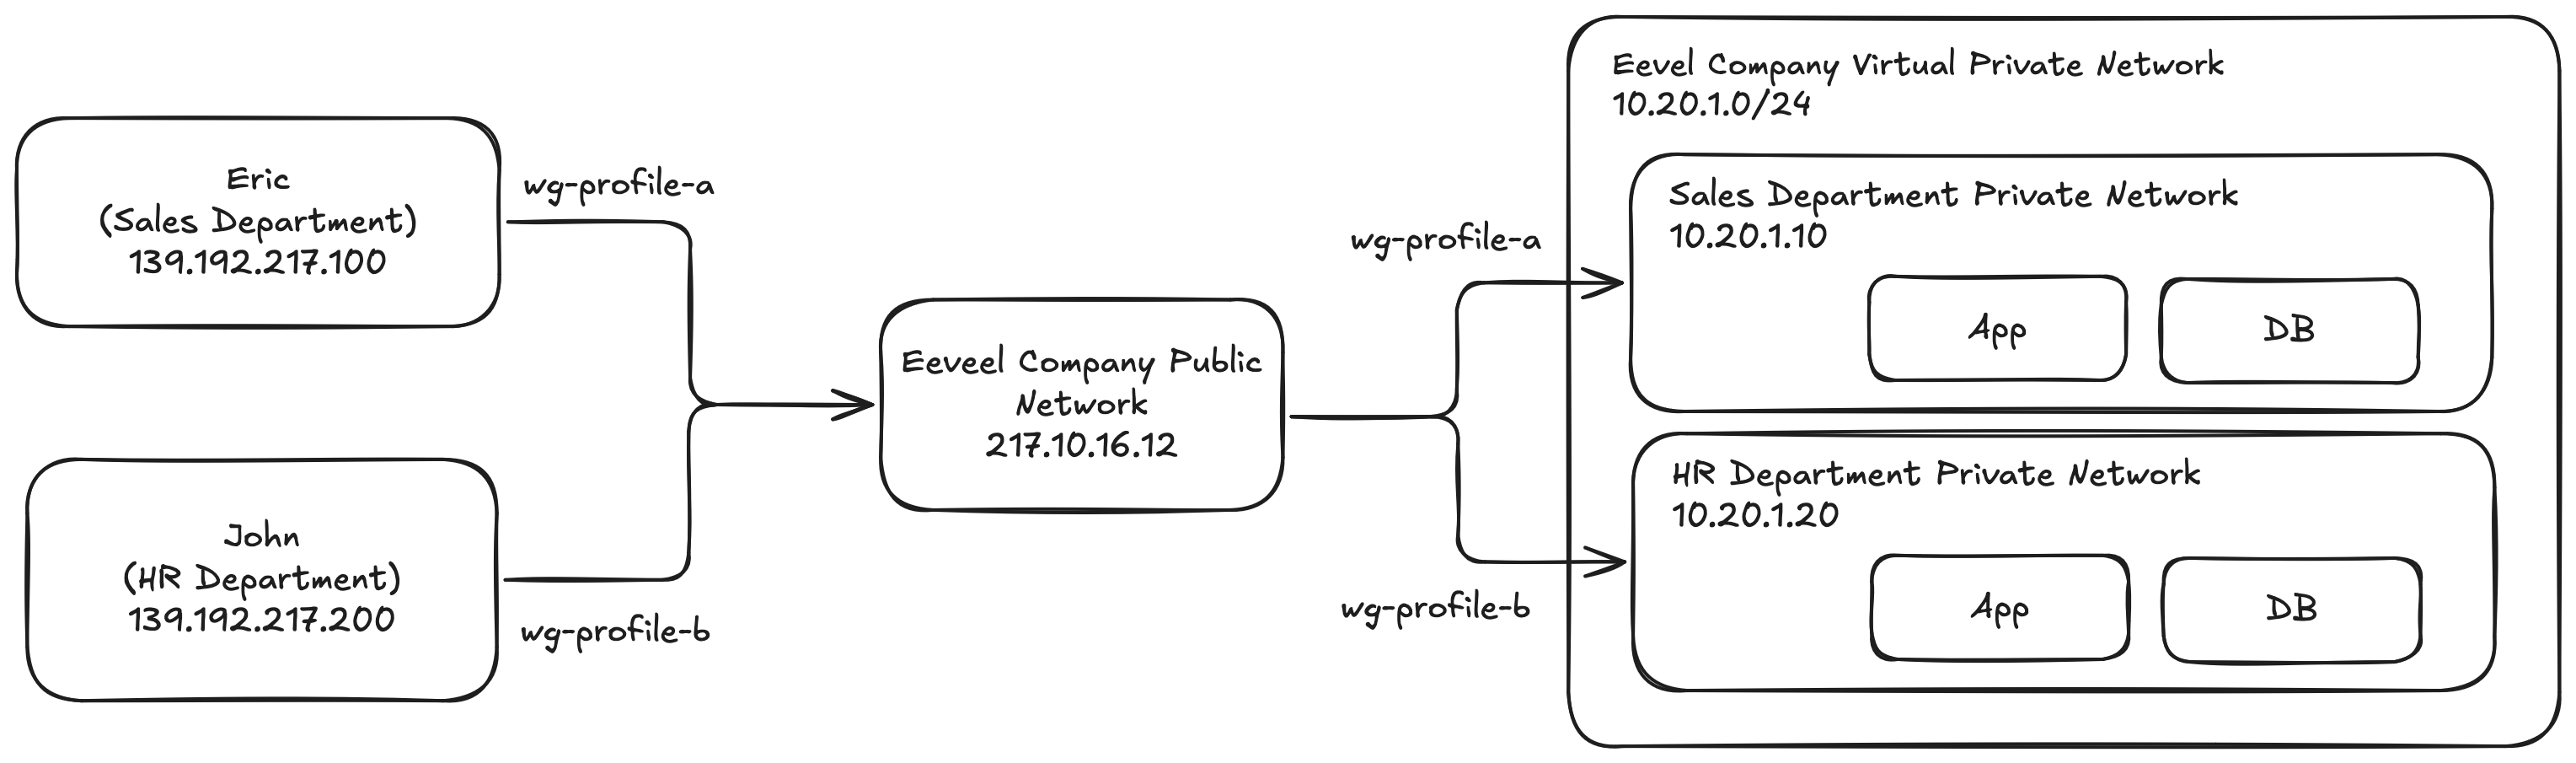 Eric
(Sales Department)
139.192.217.100
wg-profile-a
John
(HR Department)
139.192.217.200
wg-profile-b
Eeveel Company Public
Network
217.10.16.12
wg-profile-a
wg-profile-b
Eevel Company Virtual Private Network
10.20.1.0/24
Sales Department Private Network
10.20.1.10
App
DB
HR Department Private Network
10.20.1.20
App
DB